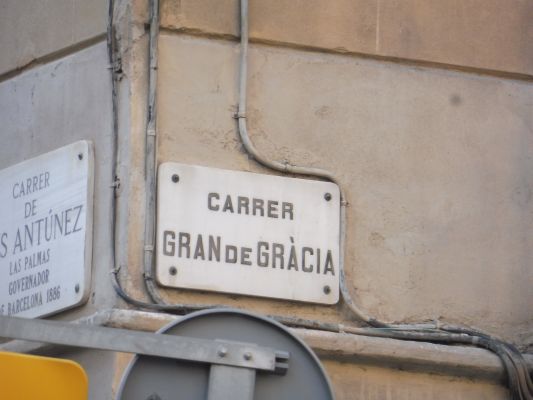 CARRER
DE
ANTÚNEZ
LAS PALMAS
GOVERNADOR
BARCELONA 1886
CARRER
GRAN DE GRÀCIA